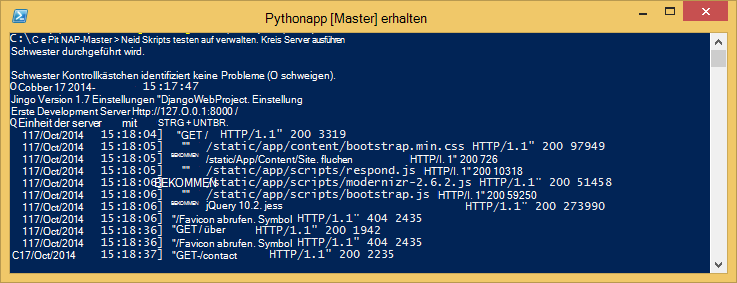 Pythonapp [Master] erhalten
C:\C e Pit NAP-Master > Neid Skripts testen auf verwalten. Kreis Server ausführen
Schwester durchgeführt wird.
Schwester Kontrollkästchen identifiziert keine Probleme (O schweigen).
O Cobber 17 2014- 15:17:47
Jingo Version 1.7 Einstellungen "DjangoWebProject. Einstellung
Erste Development Server Http://127.O.O.1:8000 /
Q Einheit der server mit STRG + UNTBR.
117/Oct/2014 15:18:04] "GET / HTTP/1.1" 200 3319
117/Oct/2014 15:18:05] "" /static/app/content/bootstrap.min.css HTTP/1.1" 200 97949
117/Oct/2014 15:18:05] BEKOMMEN /static/App/Content/Site. fluchen HTTP/I. 1" 200 726
117/Oct/2014 15:18:05] "" /static/app/scripts/respond.js HTTP/I. 1" 200 10318
117/Oct/2014 15:18:06] BEKOMMEN /static/app/scripts/modernizr-2.6.2.js HTTP/1.1" 200 51458
117/Oct/2014 15:18:06] "" /static/app/scripts/bootstrap.js HTTP/I. 1" 200 59250
117/Oct/2014 15:18:06] BEKOMMEN jQuery 10.2. jess HTTP/1.1" 200 273990
117/Oct/2014 15:18:06] "/Favicon abrufen. Symbol HTTP/1.1" 404 2435
117/Oct/2014 15:18:36] "GET / über HTTP/1.1" 200 1942
117/Oct/2014 15:18:36] "/Favicon abrufen. Symbol HTTP/1.1" 404 2435
C17/Oct/2014 15:18:37] "GET-/contact HTTP/1.1" 200 2235